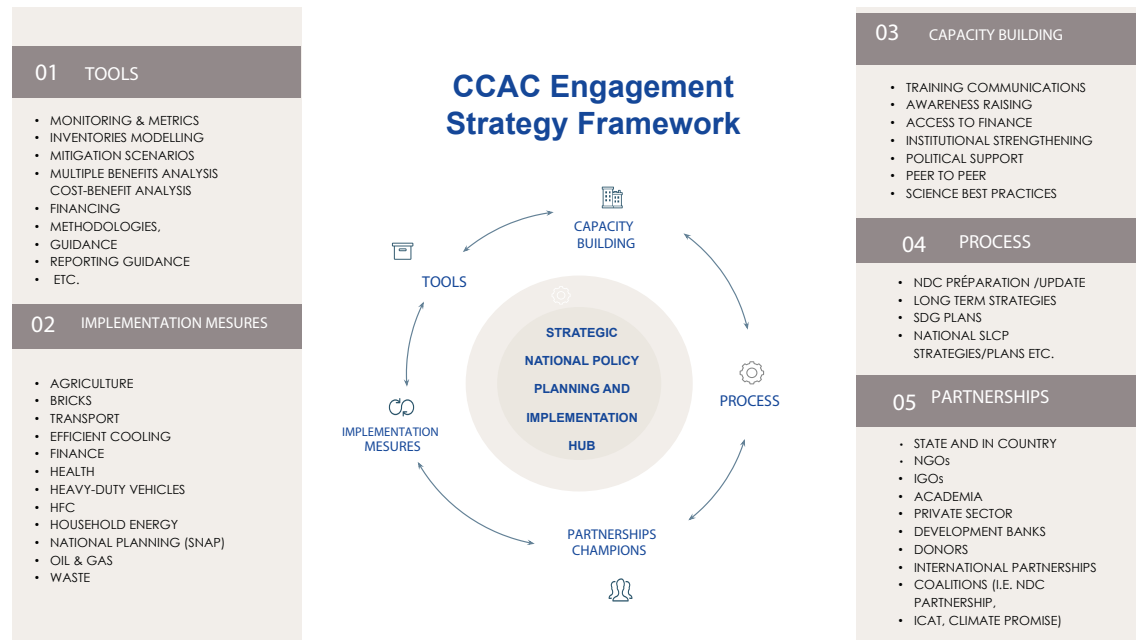 01 TOOLS
• MONITORING & METRICS
• INVENTORIES MODELLING
• MITIGATION SCENARIOS
• MULTIPLE BENEFITS ANALYSIS
COST-BENEFIT ANALYSIS
• FINANCING
• METHODOLOGIES,
• GUIDANCE
• REPORTING GUIDANCE
• ETC.
02 IMPLEMENTATION MESURES
• AGRICULTURE
• BRICKS
• TRANSPORT
• EFFICIENT COOLING
• FINANCE
• HEALTH
• HEAVY-DUTY VEHICLES
• HFC
• HOUSEHOLD ENERGY
• NATIONAL PLANNING (SNAP)
• OIL & GAS
• WASTE
CCAC Engagement
Strategy Framework
CAPACITY
BUILDING
TOOLS
STRATEGIC
NATIONAL POLICY
PLANNING AND
IMPLEMENTATION
HUB
PROCESS
IMPLEMENTATION
MESURES
PARTNERSHIPS
CHAMPIONS
03 CAPACITY BUILDING
• TRAINING COMMUNICATIONS
• AWARENESS RAISING
• ACCESS TO FINANCE
• INSTITUTIONAL STRENGTHENING
• POLITICAL SUPPORT
• PEER TO PEER
• SCIENCE BEST PRACTICES
04 PROCESS
• NDC PRÉPARATION /UPDATE
• LONG TERM STRATEGIES
• SDG PLANS
• NATIONAL SLCP
STRATEGIES/PLANS ETC.
05 PARTNERSHIPS
• STATE AND IN COUNTRY
• NGOs
• IGOs
• ACADEMIA
• PRIVATE SECTOR
• DEVELOPMENT BANKS
• DONORS
• INTERNATIONAL PARTNERSHIPS
• COALITIONS (I.E. NDC
PARTNERSHIP,
• ICAT, CLIMATE PROMISE)